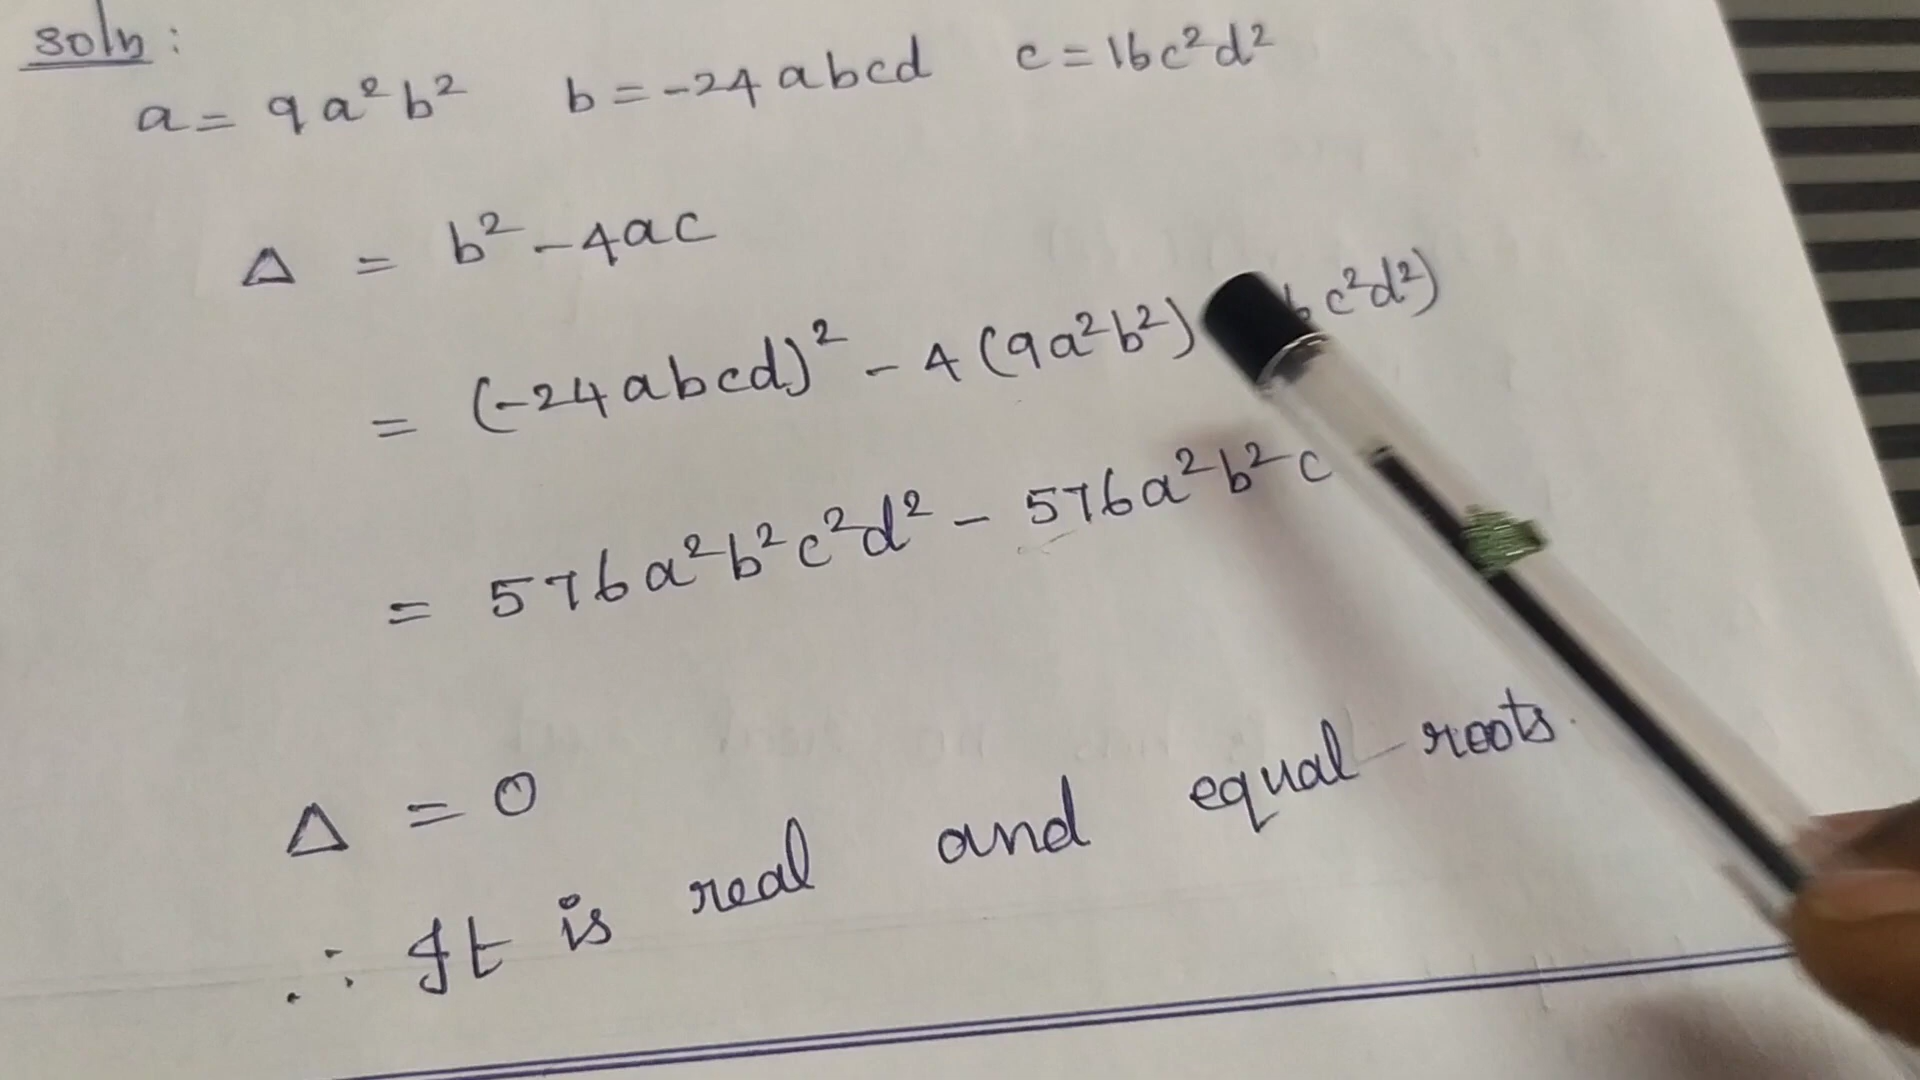 Soln :
a = 9a²b² b = -24abcd c = 16c²d²
Δ = b² - 4ac
= (-24abcd)² - 4(9a²b²) c²d²)
= 576a²b²c²d² - 576a²b²c
Δ = 0
∴ It is real and equal roots.